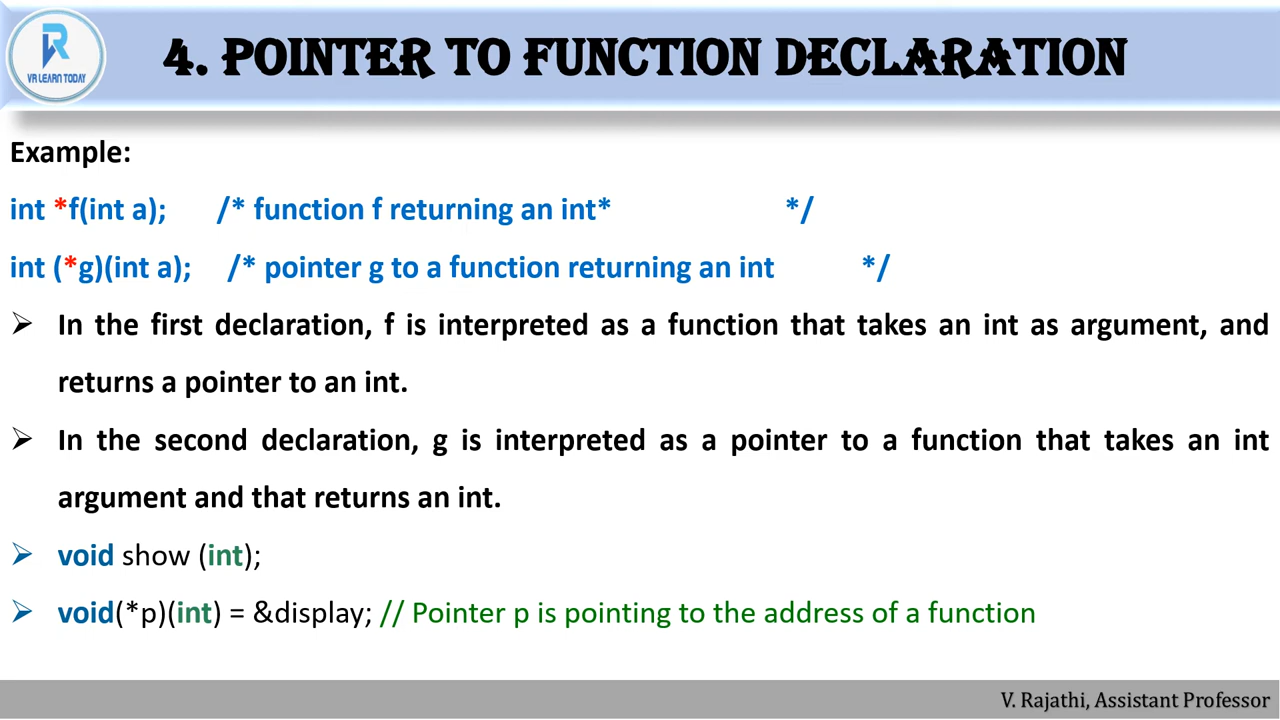 VR LEARN TODAY
4. POINTER TO FUNCTION DECLARATION
Example:
int *f(int a); /* function f returning an int* */
int (*g)(int a); /* pointer g to a function returning an int */
➢ In the first declaration, f is interpreted as a function that takes an int as argument, and
returns a pointer to an int.
➢ In the second declaration, g is interpreted as a pointer to a function that takes an int
argument and that returns an int.
➢ void show (int);
➢ void(*p)(int) = &display; // Pointer p is pointing to the address of a function
V. Rajathi, Assistant Professor